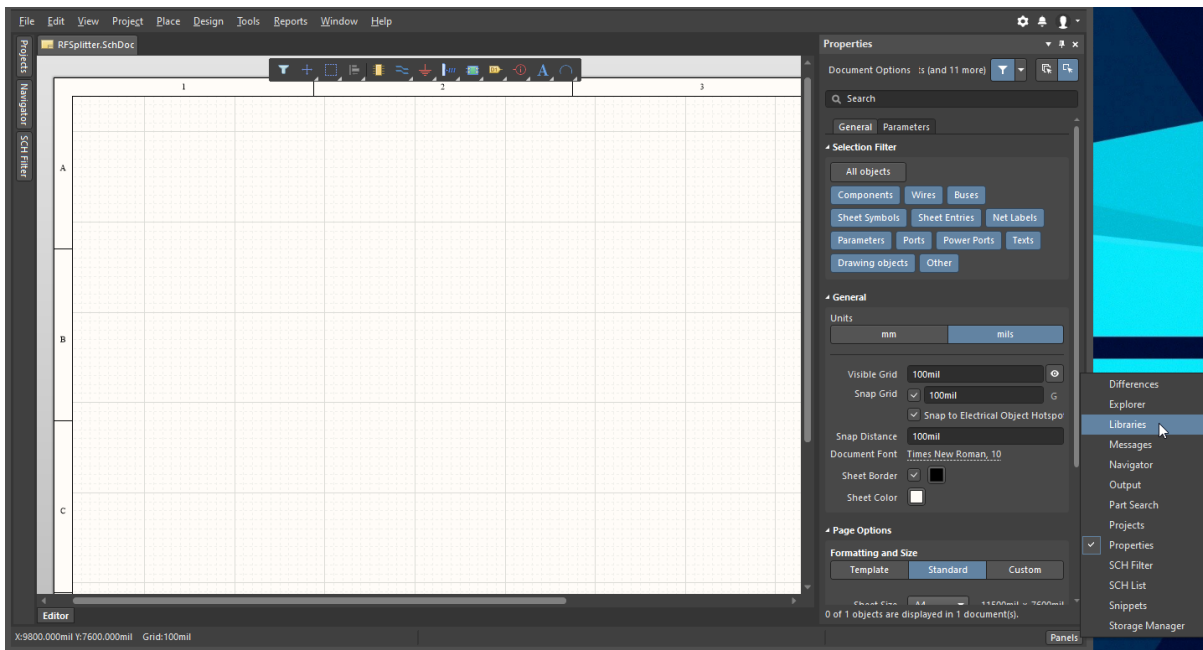 File Edit View Project Place Design Tools Reports Window Help
Projects
Navigator
SCH Filter
RFSplitter.SchDoc
1 2 3
A
B
C
Editor
X:9800.000mil Y:7600.000mil Grid:100mil
Properties
Document Options :s (and 11 more)
Search
General Parameters
Selection Filter
All objects
Components Wires Buses
Sheet Symbols Sheet Entries Net Labels
Parameters Ports Power Ports Texts
Drawing objects Other
General
Units
mm mils
Visible Grid 100mil
Snap Grid 100mil G
Snap to Electrical Object Hotspo
Snap Distance 100mil
Document Font Times New Roman, 10
Sheet Border
Sheet Color
Page Options
Formatting and Size
Template Standard Custom
Sheet Size A4 11500mil x 7600mil
0 of 1 objects are displayed in 1 document(s).
Panels
Differences
Explorer
Libraries
Messages
Navigator
Output
Part Search
Projects
Properties
SCH Filter
SCH List
Snippets
Storage Manager